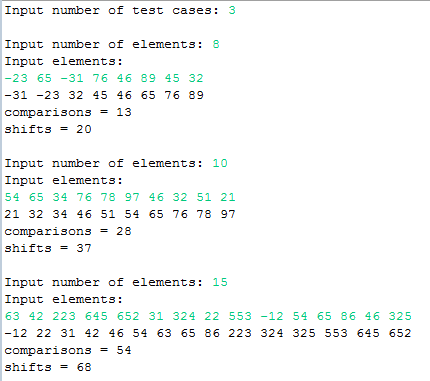 Input number of test cases: 3
Input number of elements: 8
Input elements:
-23 65 -31 76 46 89 45 32
-31 -23 32 45 46 65 76 89
comparisons = 13
shifts = 20
Input number of elements: 10
Input elements:
54 65 34 76 78 97 46 32 51 21
21 32 34 46 51 54 65 76 78 97
comparisons = 28
shifts = 37
Input number of elements: 15
Input elements:
63 42 223 645 652 31 324 22 553 -12 54 65 86 46 325
-12 22 31 42 46 54 63 65 86 223 324 325 553 645 652
comparisons = 54
shifts = 68